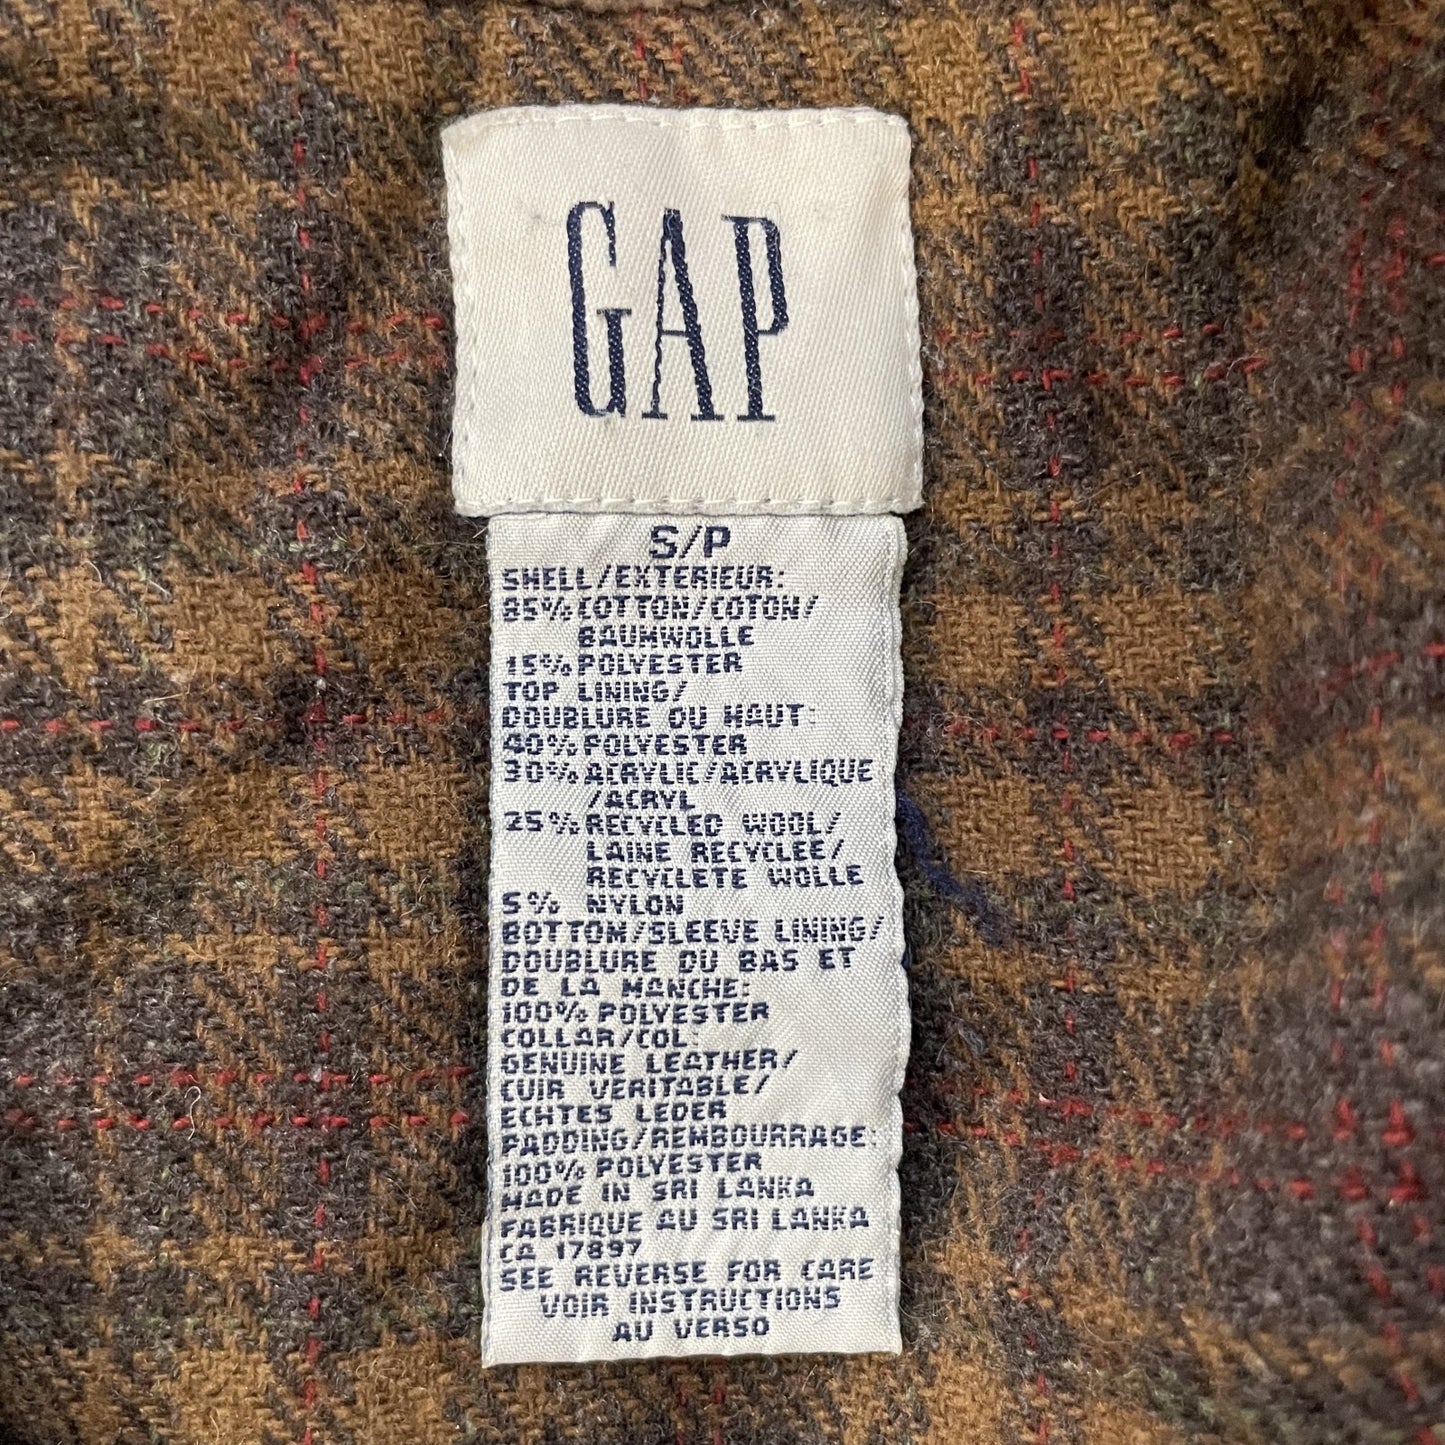 GAP
S/P
SHELL/EXTERIEUR:
85% COTTON/COTON/
BAUMWOLLE
15% POLYESTER
TOP LINING/
DOUBLURE DU HAUT:
40% POLYESTER
30% ACRYLIC/ACRYLIQUE
/ACRYL
25% RECYCLED WOOL/
LAINE RECYCLEE/
RECYCLETE WOLLE
5% NYLON
BOTTOM/SLEEVE LINING/
DOUBLURE DU BAS ET
DE LA MANCHE:
100% POLYESTER
COLLAR/COL:
GENUINE LEATHER/
CUIR VERITABLE/
ECHTES LEDER
PADDING/REMBOURRAGE:
100% POLYESTER
MADE IN SRI LANKA
FABRIQUE AU SRI LANKA
CA 17897
SEE REVERSE FOR CARE
VOIR INSTRUCTIONS
AU VERSO